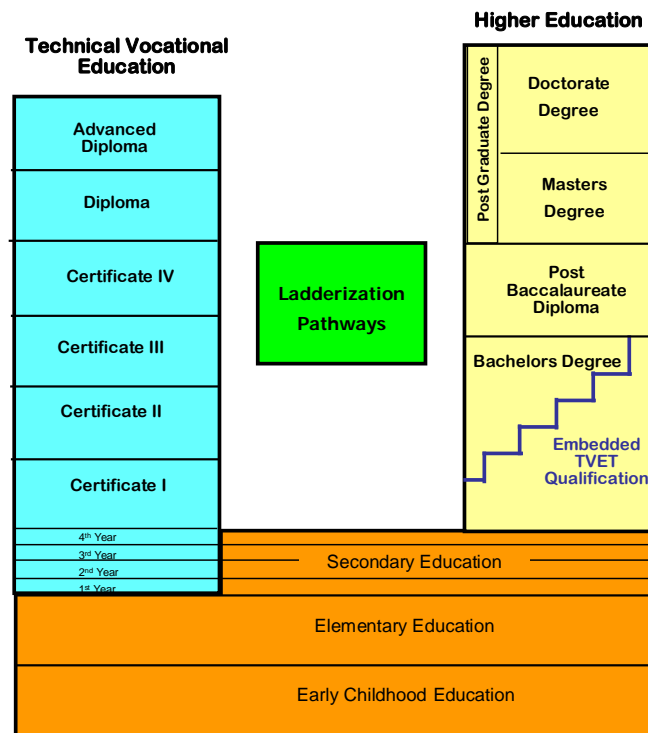 Technical Vocational
Education
Advanced
Diploma
Diploma
Certificate IV
Certificate III
Certificate II
Certificate I
4th Year
3rd Year
2nd Year
1st Year
Ladderization
Pathways
Higher Education
Post Graduate Degree
Doctorate
Degree
Masters
Degree
Post
Baccalaureate
Diploma
Bachelors Degree
Embedded
TVET
Qualification
Secondary Education
Elementary Education
Early Childhood Education